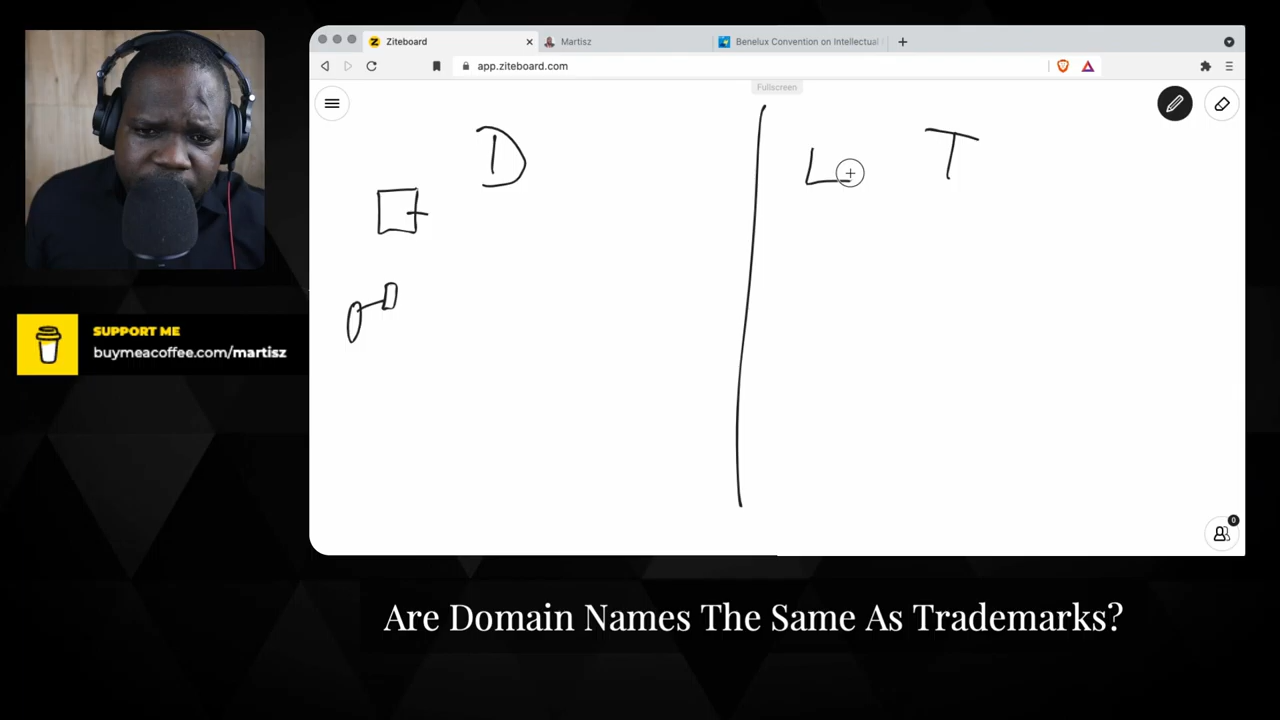 Ziteboard
Martisz
Benelux Convention on Intellectual
app.ziteboard.com
Fullscreen
D
L T
SUPPORT ME
buymeacoffee.com/martisz
0
Are Domain Names The Same As Trademarks?